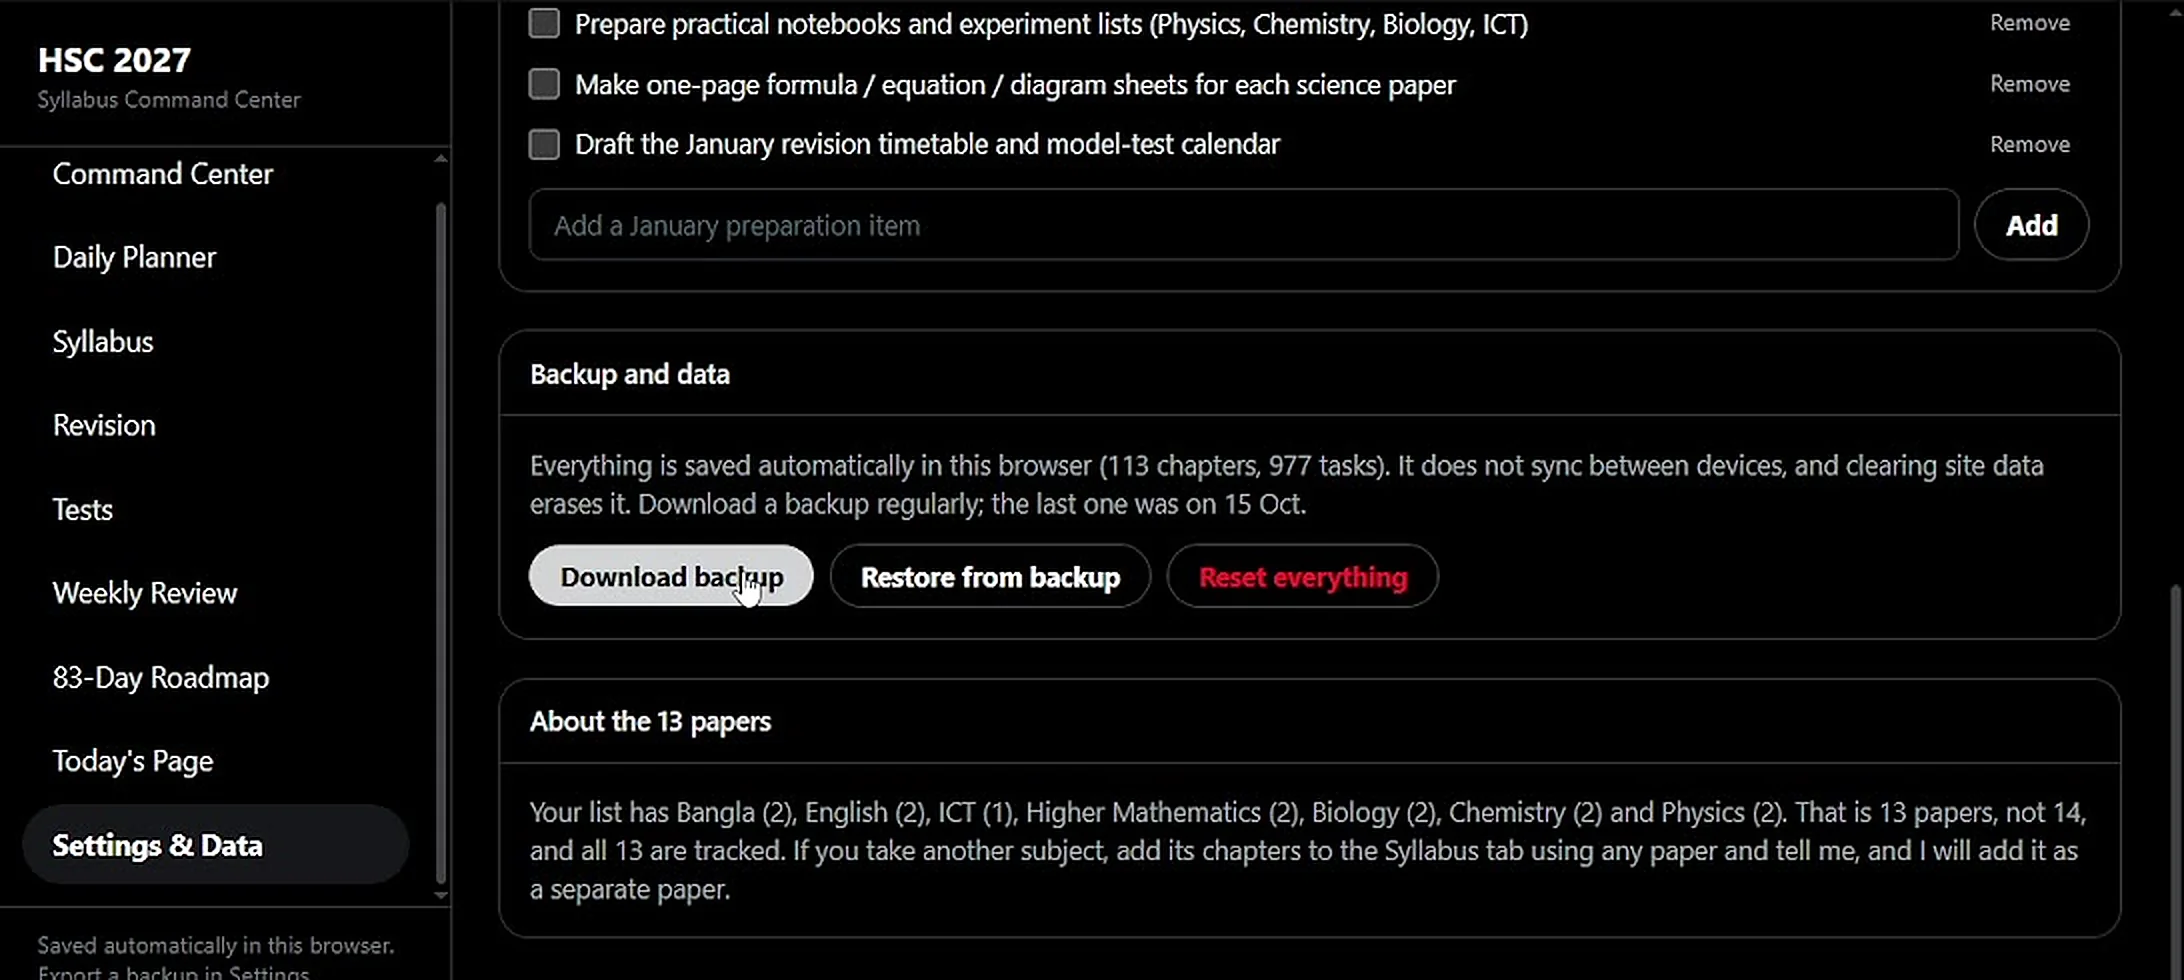 HSC 2027
Syllabus Command Center
Command Center
Daily Planner
Syllabus
Revision
Tests
Weekly Review
83-Day Roadmap
Today's Page
Settings & Data
Saved automatically in this browser.
Export a backup in Settings
Prepare practical notebooks and experiment lists (Physics, Chemistry, Biology, ICT)
Remove
Make one-page formula / equation / diagram sheets for each science paper
Remove
Draft the January revision timetable and model-test calendar
Remove
Add a January preparation item
Add
Backup and data
Everything is saved automatically in this browser (113 chapters, 977 tasks). It does not sync between devices, and clearing site data
erases it. Download a backup regularly; the last one was on 15 Oct.
Download backup
Restore from backup
Reset everything
About the 13 papers
Your list has Bangla (2), English (2), ICT (1), Higher Mathematics (2), Biology (2), Chemistry (2) and Physics (2). That is 13 papers, not 14,
and all 13 are tracked. If you take another subject, add its chapters to the Syllabus tab using any paper and tell me, and I will add it as
a separate paper.